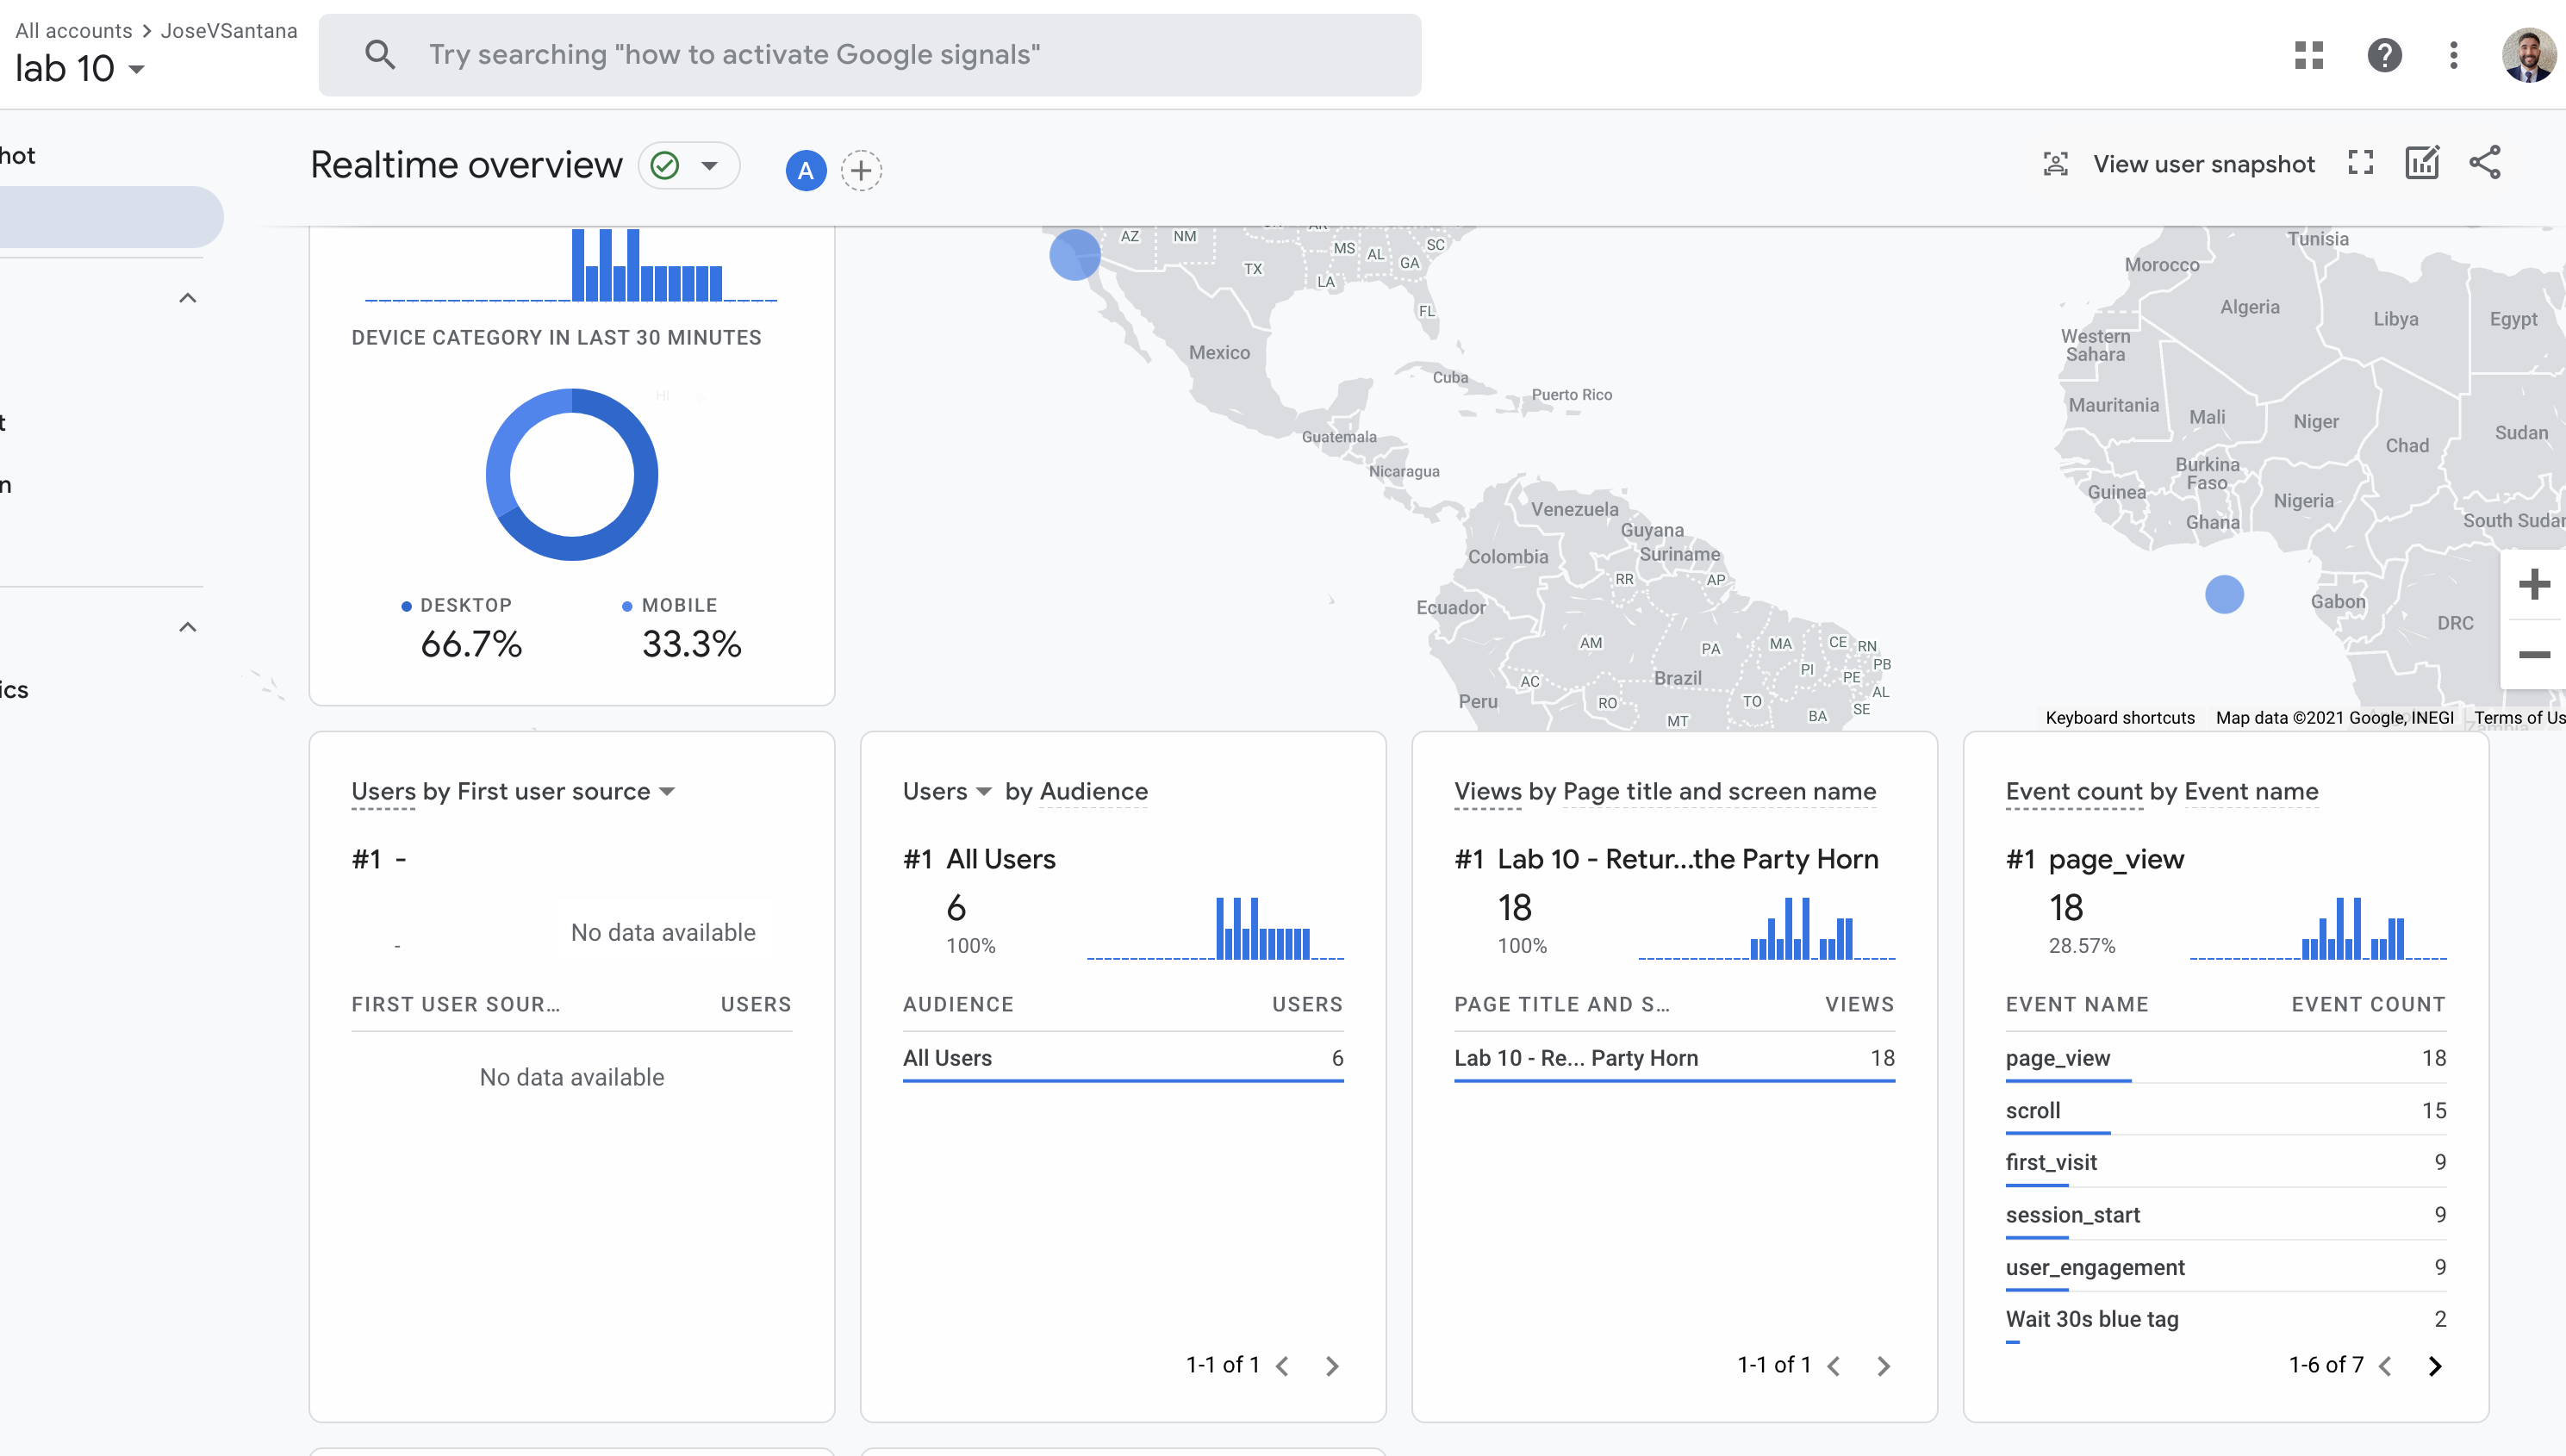 All accounts > JoseVSantana
lab 10
Try searching "how to activate Google signals"
hot
t
n
ics
Realtime overview
A
View user snapshot
DEVICE CATEGORY IN LAST 30 MINUTES
HI
DESKTOP
66.7%
MOBILE
33.3%
AZ
NM
TX
MS
AL
SC
GA
LA
FL
Mexico
Cuba
Puerto Rico
Guatemala
Nicaragua
Venezuela
Guyana
Suriname
Colombia
RR
AP
Ecuador
AM
PA
MA
CE
RN
PB
PI
PE
AC
Brazil
AL
Peru
RO
TO
SE
MT
BA
Tunisia
Morocco
Algeria
Libya
Egypt
Western
Sahara
Mauritania
Mali
Niger
Chad
Sudan
Burkina
Faso
Guinea
Nigeria
Ghana
South Sudan
Gabon
DRC
Keyboard shortcuts
Map data ©2021 Google, INEGI
Terms of Us
Users by First user source
#1 -
-
No data available
FIRST USER SOUR...
USERS
No data available
Users by Audience
#1 All Users
6
100%
AUDIENCE
USERS
All Users
6
1-1 of 1
Views by Page title and screen name
#1 Lab 10 - Retur...the Party Horn
18
100%
PAGE TITLE AND S...
VIEWS
Lab 10 - Re... Party Horn
18
1-1 of 1
Event count by Event name
#1 page_view
18
28.57%
EVENT NAME
EVENT COUNT
page_view
18
scroll
15
first_visit
9
session_start
9
user_engagement
9
Wait 30s blue tag
2
1-6 of 7